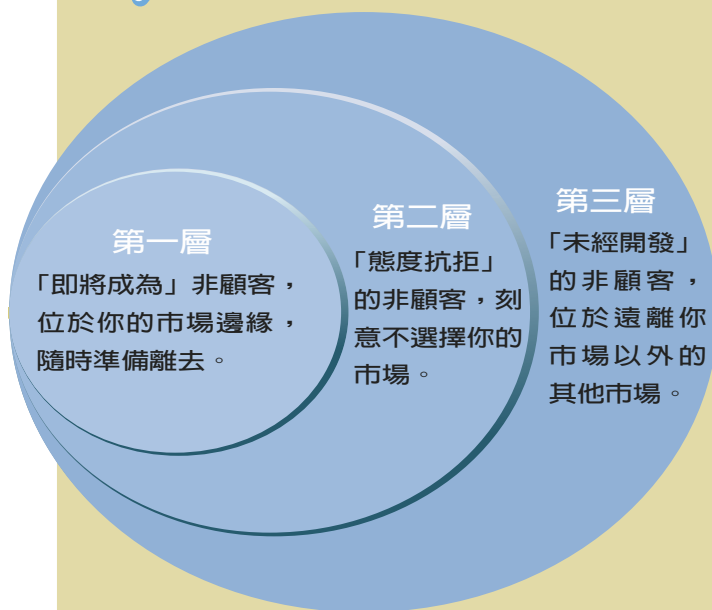 第一層
「即將成為」非顧客，
位於你的市場邊緣，
隨時準備離去。
第二層
「態度抗拒」
的非顧客，刻
意不選擇你的
市場。
第三層
「未經開發」
的非顧客，
位於遠離你
市場以外的
其他市場。